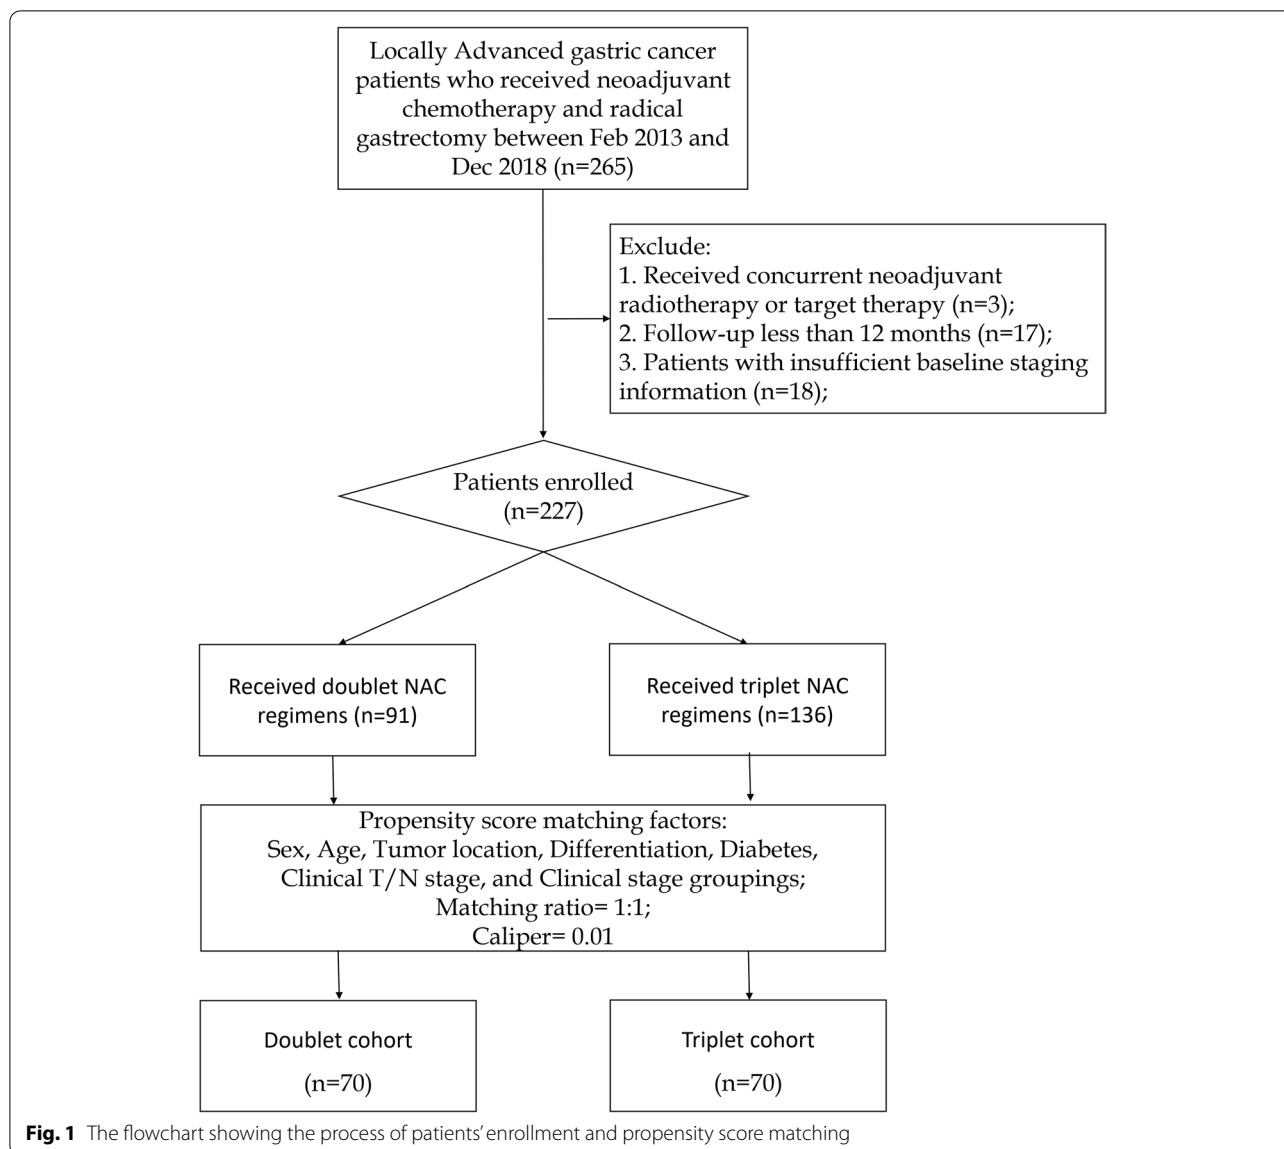 Locally Advanced gastric cancer
patients who received neoadjuvant
chemotherapy and radical
gastrectomy between Feb 2013 and
Dec 2018 (n=265)
Exclude:
1. Received concurrent neoadjuvant
radiotherapy or target therapy (n=3);
2. Follow-up less than 12 months (n=17);
3. Patients with insufficient baseline staging
information (n=18);
Patients enrolled
(n=227)
Received doublet NAC
regimens (n=91)
Received triplet NAC
regimens (n=136)
Propensity score matching factors:
Sex, Age, Tumor location, Differentiation, Diabetes,
Clinical T/N stage, and Clinical stage groupings;
Matching ratio= 1:1;
Caliper= 0.01
Doublet cohort
(n=70)
Triplet cohort
(n=70)
Fig. 1 The flowchart showing the process of patients' enrollment and propensity score matching